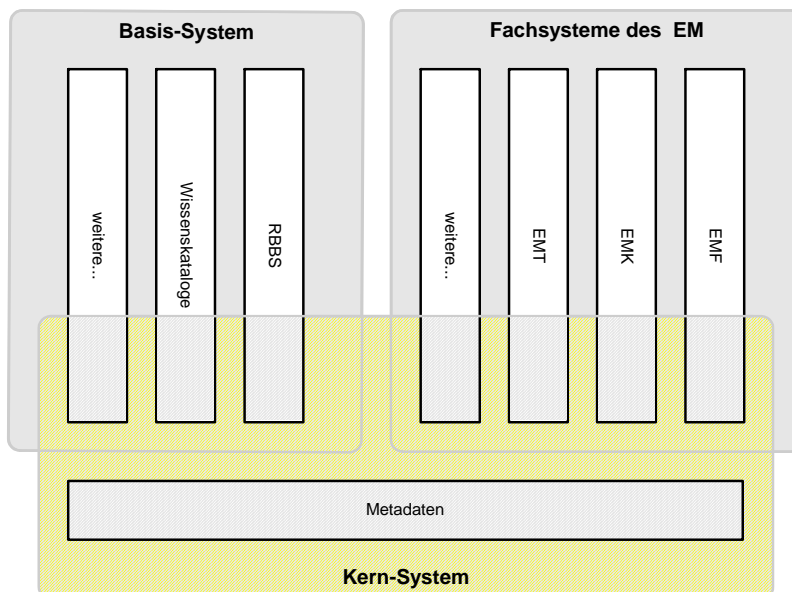 Basis-System
Fachsysteme des EM
weitere...
Wissenskataloge
RBBS
weitere...
EMT
EMK
EMF
Metadaten
Kern-System